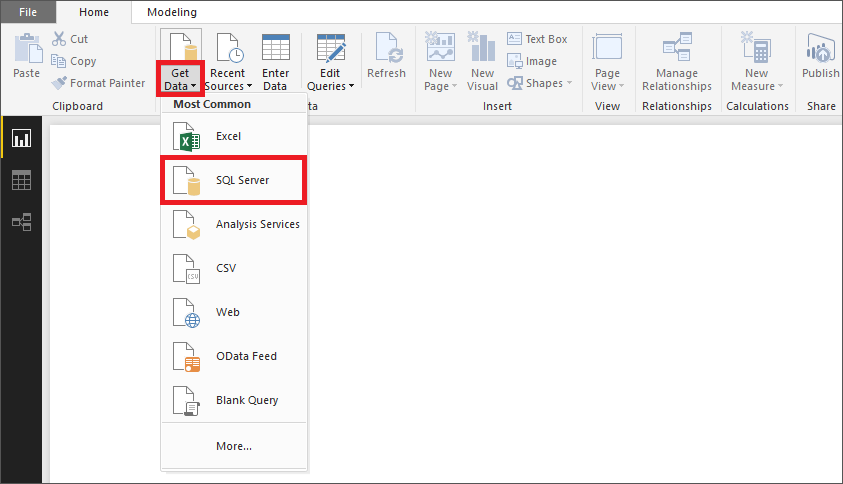 File Home Modeling
Paste
Cut
Copy
Format Painter
Clipboard
Get
Data
Recent
Sources
Enter
Data
Edit
Queries
Refresh
ta
New
Page
New
Visual
Text Box
Image
Shapes
Insert
Page
View
View
Manage
Relationships
Relationships
New
Measure
Calculations
Publish
Share
Most Common
Excel
SQL Server
Analysis Services
CSV
CSV
Web
OData Feed
Blank Query
More...